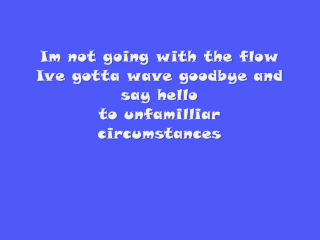 Im not going with the flow
Ive gotta wave goodbye and
say hello
to unfamilliar
circumstances